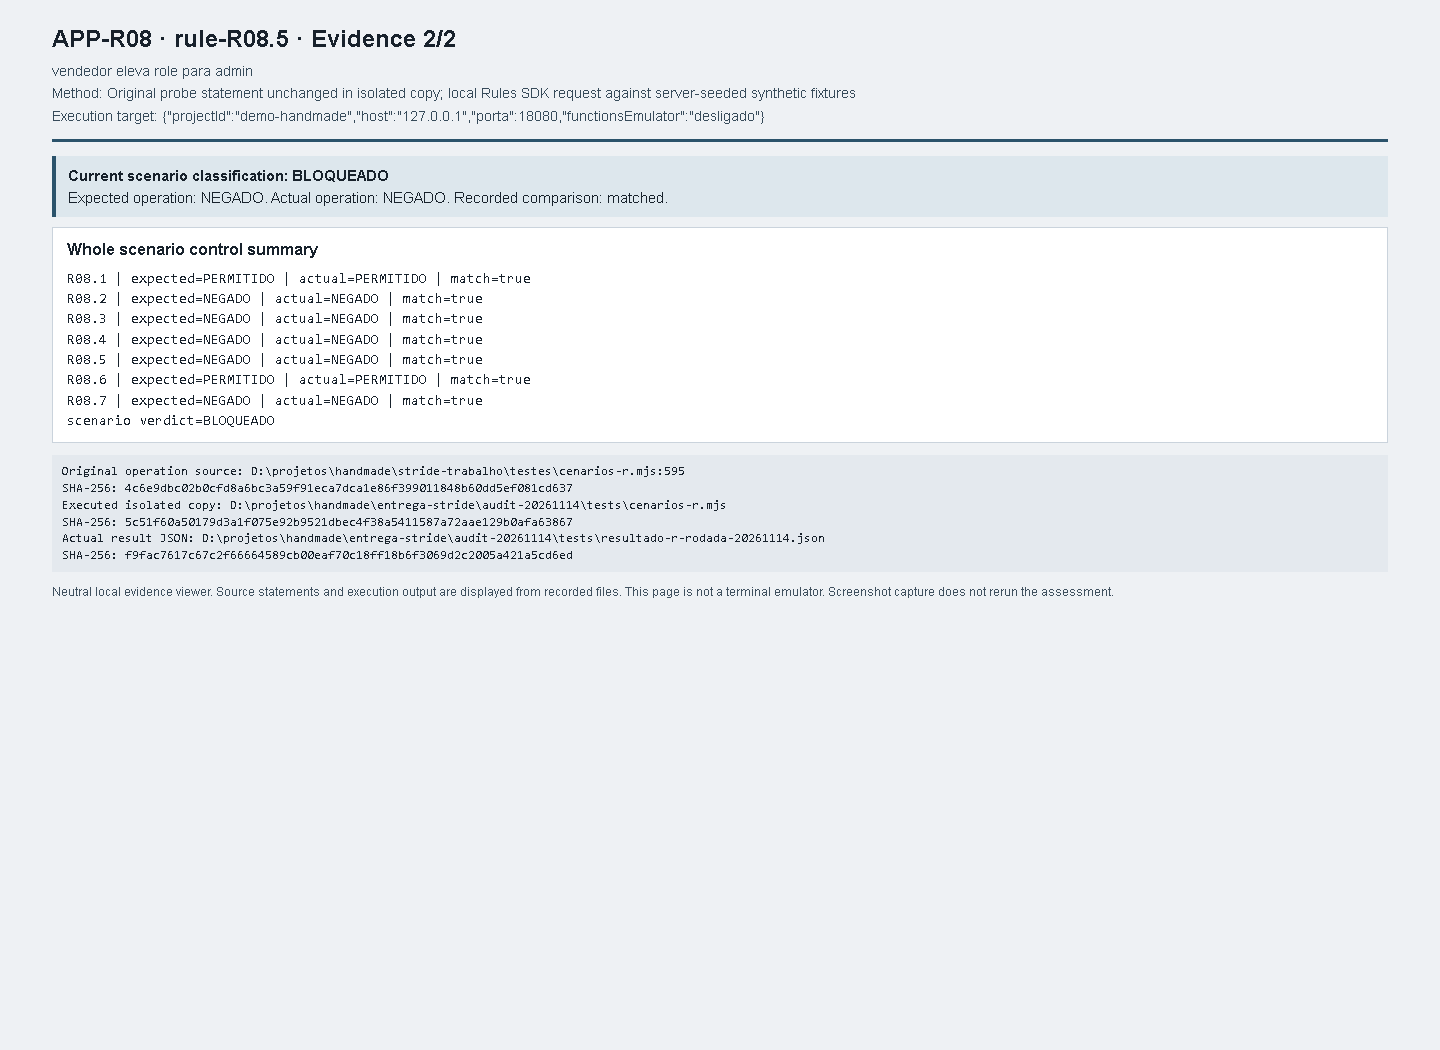 APP-R08 · rule-R08.5 · Evidence 2/2
vendedor eleva role para admin
Method: Original probe statement unchanged in isolated copy; local Rules SDK request against server-seeded synthetic fixtures
Execution target: {"projectId":"demo-handmade","host":"127.0.0.1","porta":18080,"functionsEmulator":"desligado"}
Current scenario classification: BLOQUEADO
Expected operation: NEGADO. Actual operation: NEGADO. Recorded comparison: matched.
Whole scenario control summary
R08.1 | expected=PERMITIDO | actual=PERMITIDO | match=true
R08.2 | expected=NEGADO | actual=NEGADO | match=true
R08.3 | expected=NEGADO | actual=NEGADO | match=true
R08.4 | expected=NEGADO | actual=NEGADO | match=true
R08.5 | expected=NEGADO | actual=NEGADO | match=true
R08.6 | expected=PERMITIDO | actual=PERMITIDO | match=true
R08.7 | expected=NEGADO | actual=NEGADO | match=true
scenario verdict=BLOQUEADO
Original operation source: D:\projetos\handmade\stride-trabalho\testes\cenarios-r.mjs:595
SHA-256: 4c6e9dbc02b0cfd8a6bc3a59f91eca7dca1e86f399011848b60dd5ef081cd637
Executed isolated copy: D:\projetos\handmade\entrega-stride\audit-20261114\tests\cenarios-r.mjs
SHA-256: 5c51f60a50179d3a1f075e92b9521dbec4f38a5411587a72aae129b0afa63867
Actual result JSON: D:\projetos\handmade\entrega-stride\audit-20261114\tests\resultado-r-rodada-20261114.json
SHA-256: f9fac7617c67c2f66664589cb00eaf70c18ff18b6f3069d2c2005a421a5cd6ed
Neutral local evidence viewer. Source statements and execution output are displayed from recorded files. This page is not a terminal emulator. Screenshot capture does not rerun the assessment.